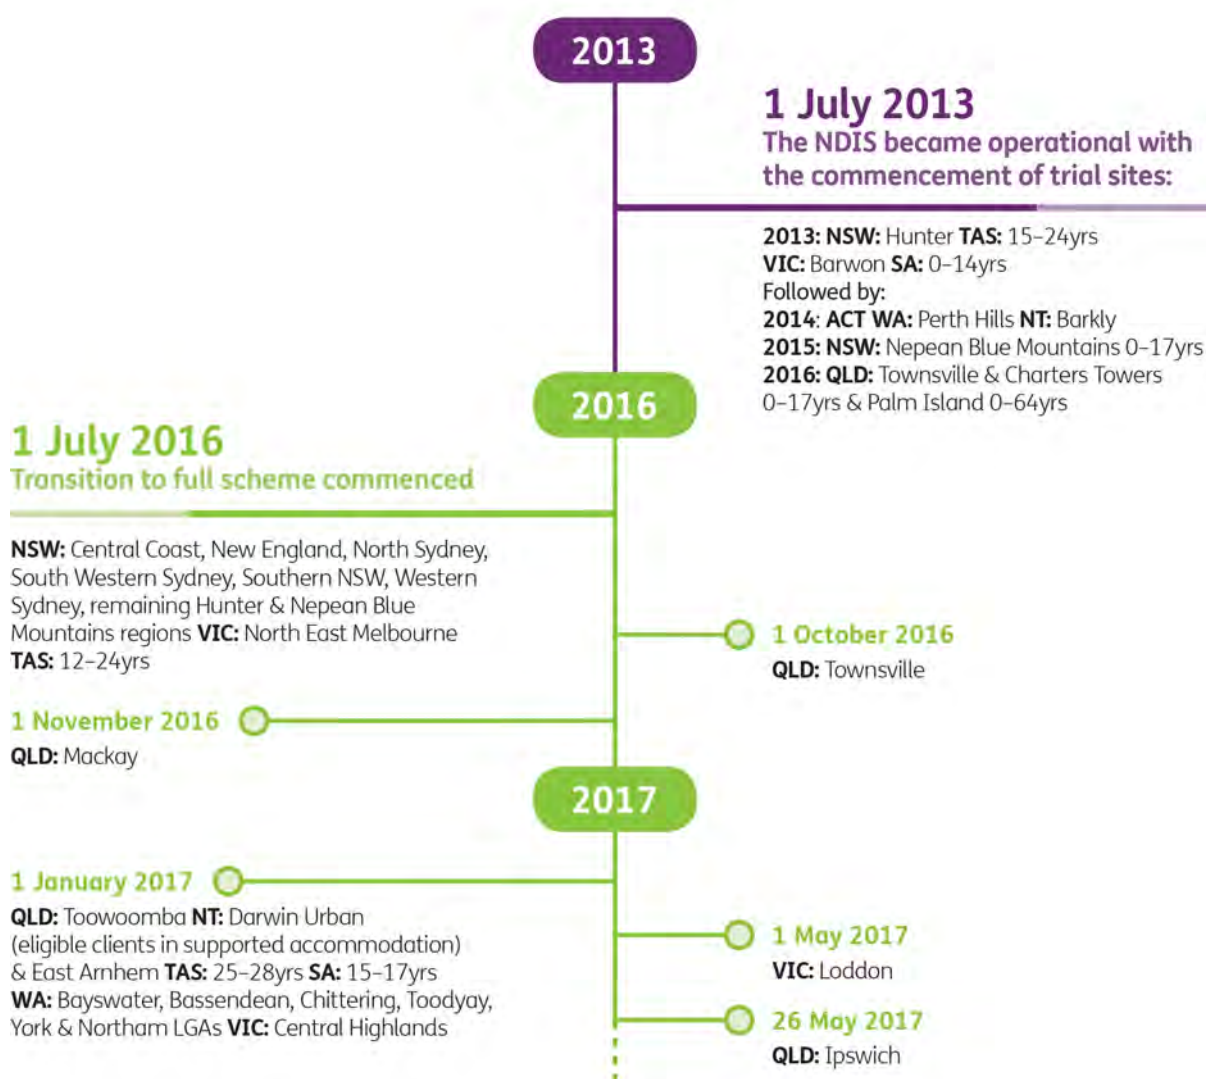 2013
1 July 2013
The NDIS became operational with
the commencement of trial sites:
2013: NSW: Hunter TAS: 15–24yrs
VIC: Barwon SA: 0–14yrs
Followed by:
2014: ACT WA: Perth Hills NT: Barkly
2015: NSW: Nepean Blue Mountains 0–17yrs
2016: QLD: Townsville & Charters Towers
0–17yrs & Palm Island 0–64yrs
2016
1 July 2016
Transition to full scheme commenced
NSW: Central Coast, New England, North Sydney,
South Western Sydney, Southern NSW, Western
Sydney, remaining Hunter & Nepean Blue
Mountains regions VIC: North East Melbourne
TAS: 12–24yrs
1 October 2016
QLD: Townsville
1 November 2016
QLD: Mackay
2017
1 January 2017
QLD: Toowoomba NT: Darwin Urban
(eligible clients in supported accommodation)
& East Arnhem TAS: 25–28yrs SA: 15–17yrs
WA: Bayswater, Bassendean, Chittering, Toodyay,
York & Northam LGAs VIC: Central Highlands
1 May 2017
VIC: Loddon
26 May 2017
QLD: Ipswich